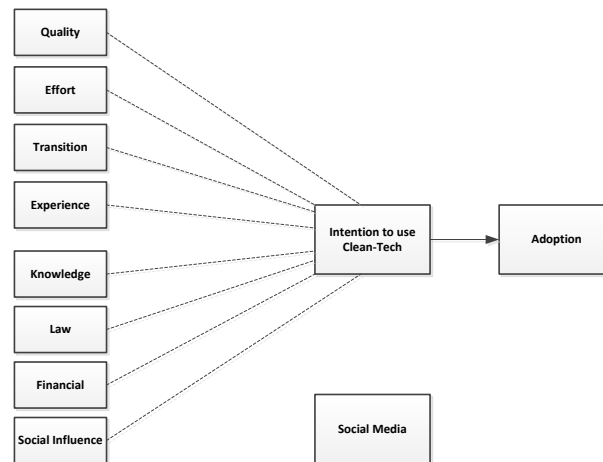 Quality
Effort
Transition
Experience
Knowledge
Law
Financial
Social Influence
Intention to use
Clean-Tech
Adoption
Social Media